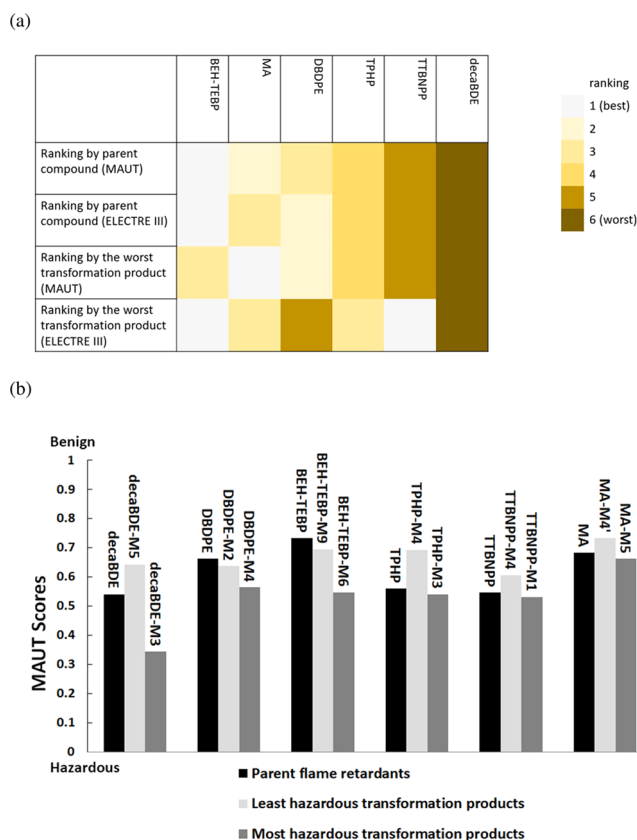 (a)
BEH-TEBP
MA
DBDPE
TPHP
TTBNPP
decaBDE
Ranking by parent
compound (MAUT)
Ranking by parent
compound (ELECTRE III)
Ranking by the worst
transformation product
(MAUT)
Ranking by the worst
transformation product
(ELECTRE III)
ranking
1 (best)
2
3
4
5
6 (worst)
(b)
Benign
1
0.9
0.8
0.7
0.6
0.5
0.4
0.3
0.2
0.1
0
Hazardous
MAUT Scores
decaBDE
decaBDE-M5
decaBDE-M3
DBDPE
DBDPE-M2
DBDPE-M4
BEH-TEBP
BEH-TEBP-M9
BEH-TEBP-M6
TPHP
TPHP-M4
TPHP-M3
TTBNPP
TTBNPP-M4
TTBNPP-M1
MA
MA-M4'
MA-M5
Parent flame retardants
Least hazardous transformation products
Most hazardous transformation products